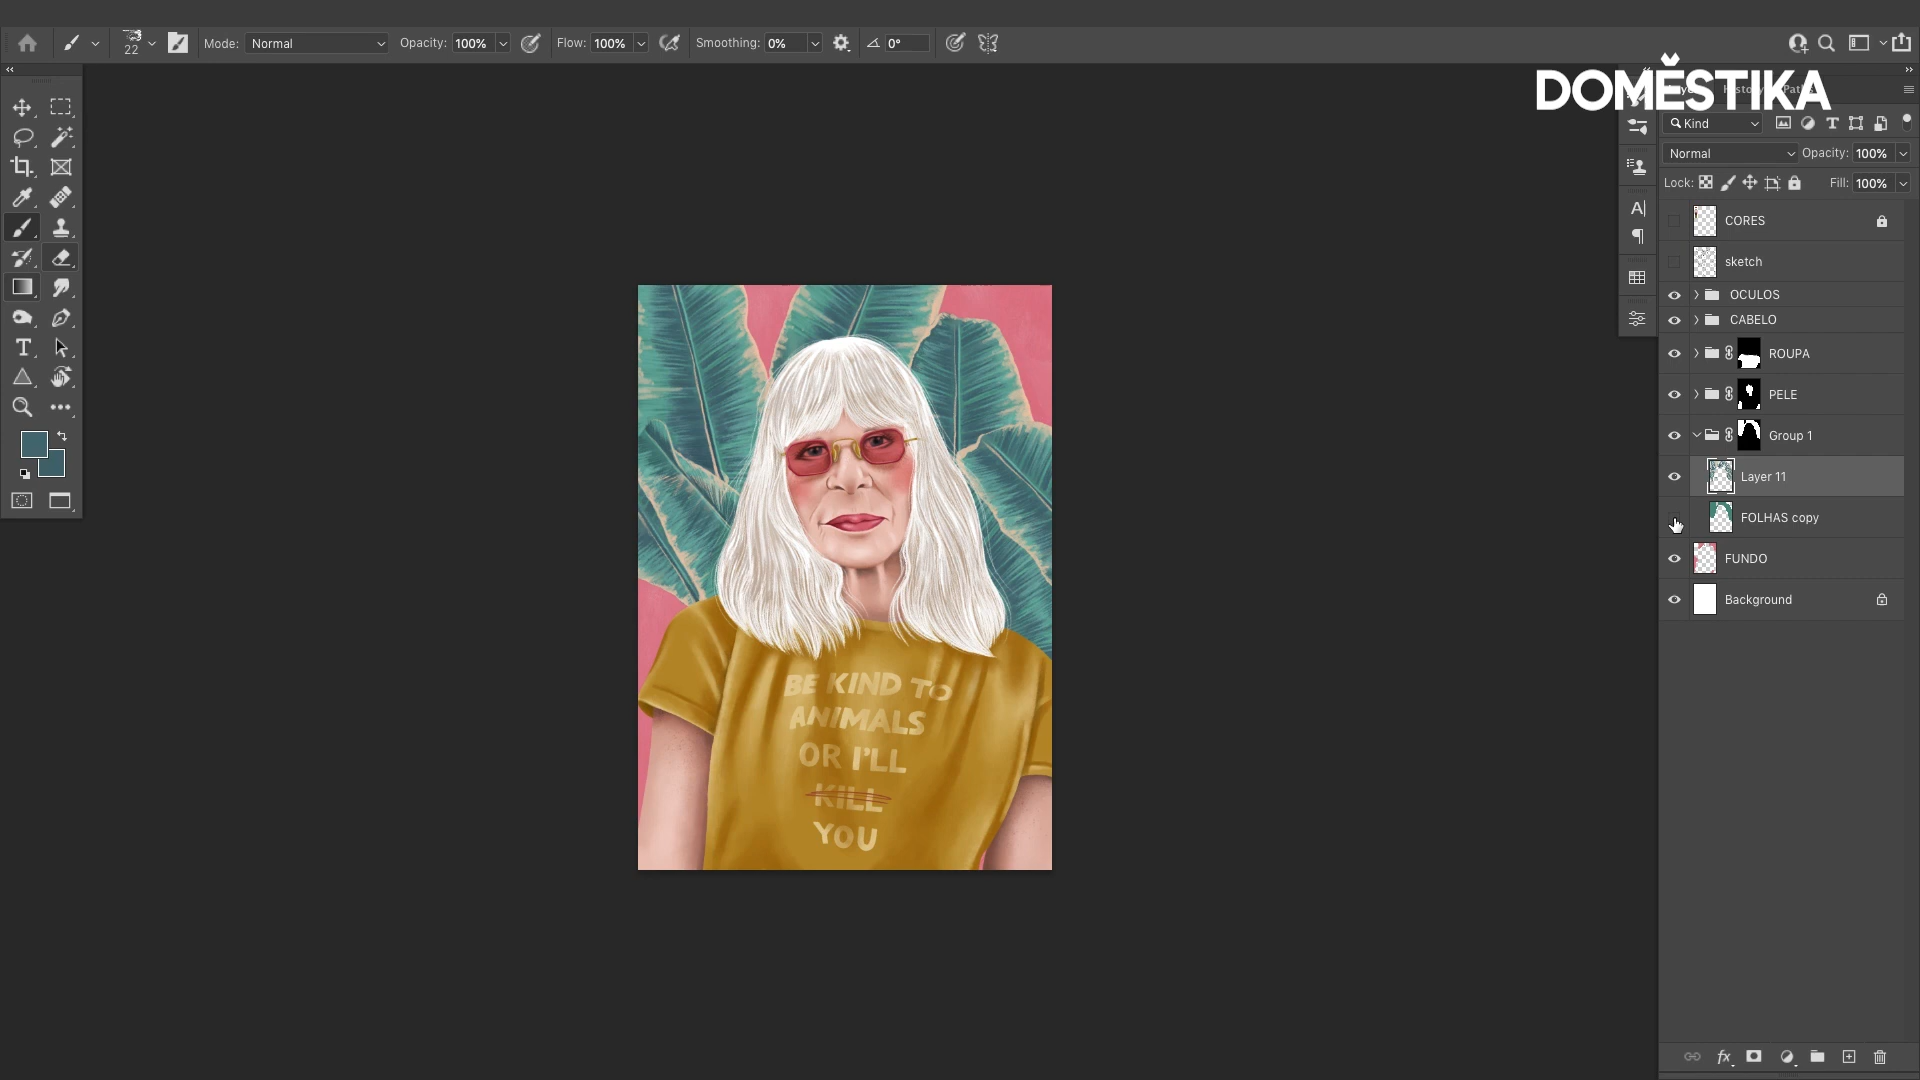 22
Mode:
Normal
Opacity:
100%
Flow:
100%
Smoothing:
0%
0°
DOMĚSTIKA
Kind
Normal
Opacity:
100%
Lock:
Fill:
100%
CORES
sketch
OCULOS
CABELO
ROUPA
PELE
Group 1
Layer 11
FOLHAS copy
FUNDO
Background
fx
BE KIND TO
ANIMALS
OR I'LL
KILL
YOU